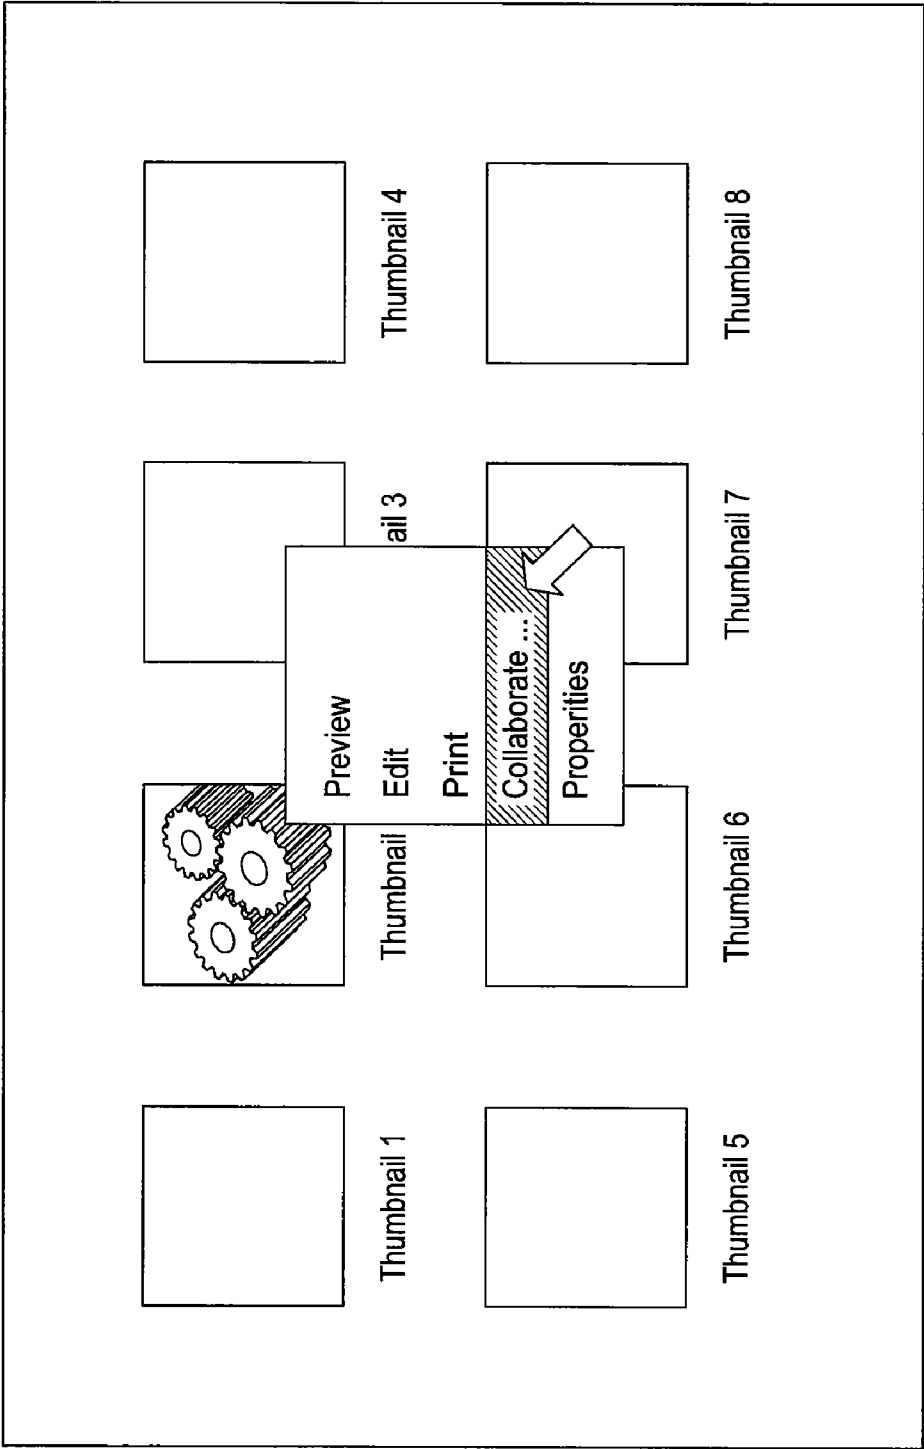 Thumbnail 1
Thumbnail
ail 3
Thumbnail 4
Preview
Edit
Print
Collaborate ...
Properities
Thumbnail 5
Thumbnail 6
Thumbnail 7
Thumbnail 8